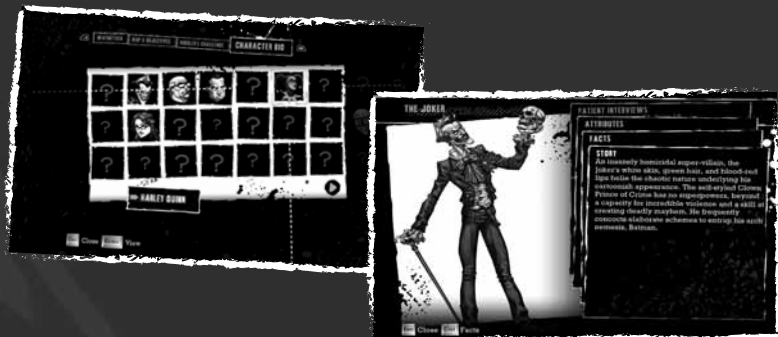 MAP & OBJECTIVES
CHARACTER BIO
HARLEY QUINN
Close
View
THE JOKER
PATIENT INTERVIEWS
ATTRIBUTES
FACTS
STORY
An insanely homicidal super-villain, the
Joker's white skin, green hair, and blood-red
lips belie the chaotic nature underlying his
cartoonish appearance. The self-styled Clown
Prince of Crime has no superpowers, beyond
a capacity for incredible violence and a skill at
creating deadly mayhem. He frequently
concocts elaborate schemes to entrap his arch
nemesis, Batman.
Close
Facts